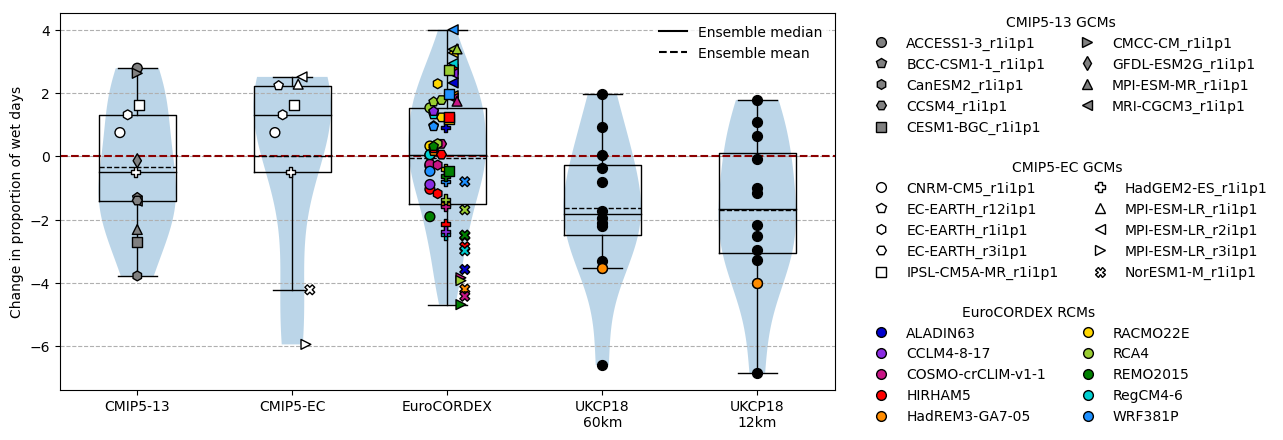 Change in proportion of wet days
4
2
0
−2
−4
−6
Ensemble median
Ensemble mean
CMIP5-13
CMIP5-EC
EuroCORDEX
UKCP18
60km
UKCP18
12km
CMIP5-13 GCMs
ACCESS1-3_r1i1p1
BCC-CSM1-1_r1i1p1
CanESM2_r1i1p1
CCSM4_r1i1p1
CESM1-BGC_r1i1p1
CMCC-CM_r1i1p1
GFDL-ESM2G_r1i1p1
MPI-ESM-MR_r1i1p1
MRI-CGCM3_r1i1p1
CMIP5-EC GCMs
CNRM-CM5_r1i1p1
EC-EARTH_r12i1p1
EC-EARTH_r1i1p1
EC-EARTH_r3i1p1
IPSL-CM5A-MR_r1i1p1
HadGEM2-ES_r1i1p1
MPI-ESM-LR_r1i1p1
MPI-ESM-LR_r2i1p1
MPI-ESM-LR_r3i1p1
NorESM1-M_r1i1p1
EuroCORDEX RCMs
ALADIN63
CCLM4-8-17
COSMO-crCLIM-v1-1
HIRHAM5
HadREM3-GA7-05
RACMO22E
RCA4
REMO2015
RegCM4-6
WRF381P